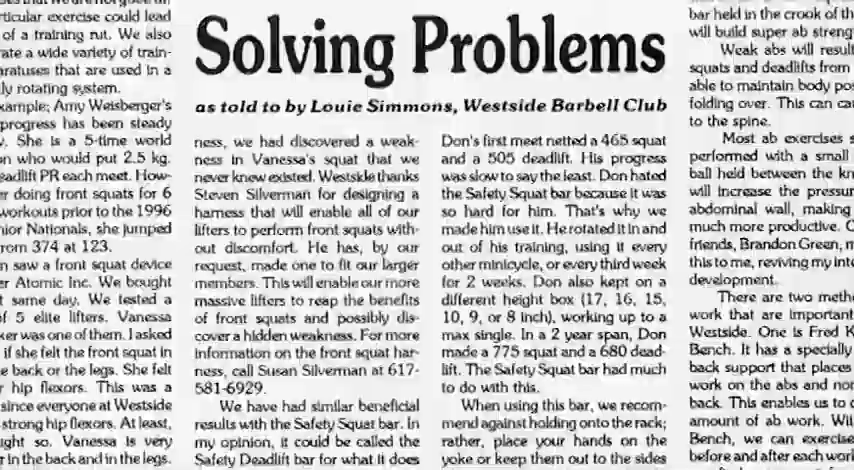 Solving Problems
as told to by Louie Simmons, Westside Barbell Club
rticular exercise could lead
of a training rut. We also
rate a wide variety of train-
aratuses that are used in a
ly rotating system.
xample; Amy Weisberger's
progress has been steady
y. She is a 5-time world
on who would put 2.5 kg.
eadlift PR each meet. How-
er doing front squats for 6
workouts prior to the 1996
nior Nationals, she jumped
rom 374 at 123.
n saw a front squat device
er Atomic Inc. We bought
t same day. We tested a
of 5 elite lifters. Vanessa
ker was one of them. I asked
if she felt the front squat in
e back or the legs. She felt
r hip flexors. This was a
since everyone at Westside
strong hip flexors. At least,
ght so. Vanessa is very
r in the back and in the legs.
ness, we had discovered a weak-
ness in Vanessa's squat that we
never knew existed. Westside thanks
Steven Silverman for designing a
harness that will enable all of our
lifters to perform front squats with-
out discomfort. He has, by our
request, made one to fit our larger
members. This will enable our more
massive lifters to reap the benefits
of front squats and possibly dis-
cover a hidden weakness. For more
information on the front squat har-
ness, call Susan Silverman at 617-
581-6929.
We have had similar beneficial
results with the Safety Squat bar. In
my opinion, it could be called the
Safety Deadlift bar for what it does
Don's first meet netted a 465 squat
and a 505 deadlift. His progress
was slow to say the least. Don hated
the Safety Squat bar because it was
so hard for him. That's why we
made him use it. He rotated it in and
out of his training, using it every
other minicycle, or every third week
for 2 weeks. Don also kept on a
different height box (17, 16, 15,
10, 9, or 8 inch), working up to a
max single. In a 2 year span, Don
made a 775 squat and a 680 dead-
lift. The Safety Squat bar had much
to do with this.
When using this bar, we recom-
mend against holding onto the rack;
rather, place your hands on the
yoke or keep them out to the sides
bar held in the crook of th
will build super ab streng
Weak abs will result
squats and deadlifts from
able to maintain body pos
folding over. This can ca
to the spine.
Most ab exercises s
performed with a small
ball held between the kn
will increase the pressur
abdominal wall, making
much more productive. C
friends, Brandon Green, m
this to me, reviving my inte
development.
There are two meth
work that are important
Westside. One is Fred K
Bench. It has a specially
back support that places
work on the abs and not
back. This enables us to d
amount of ab work. Wit
Bench, we can exercise
before and after each work